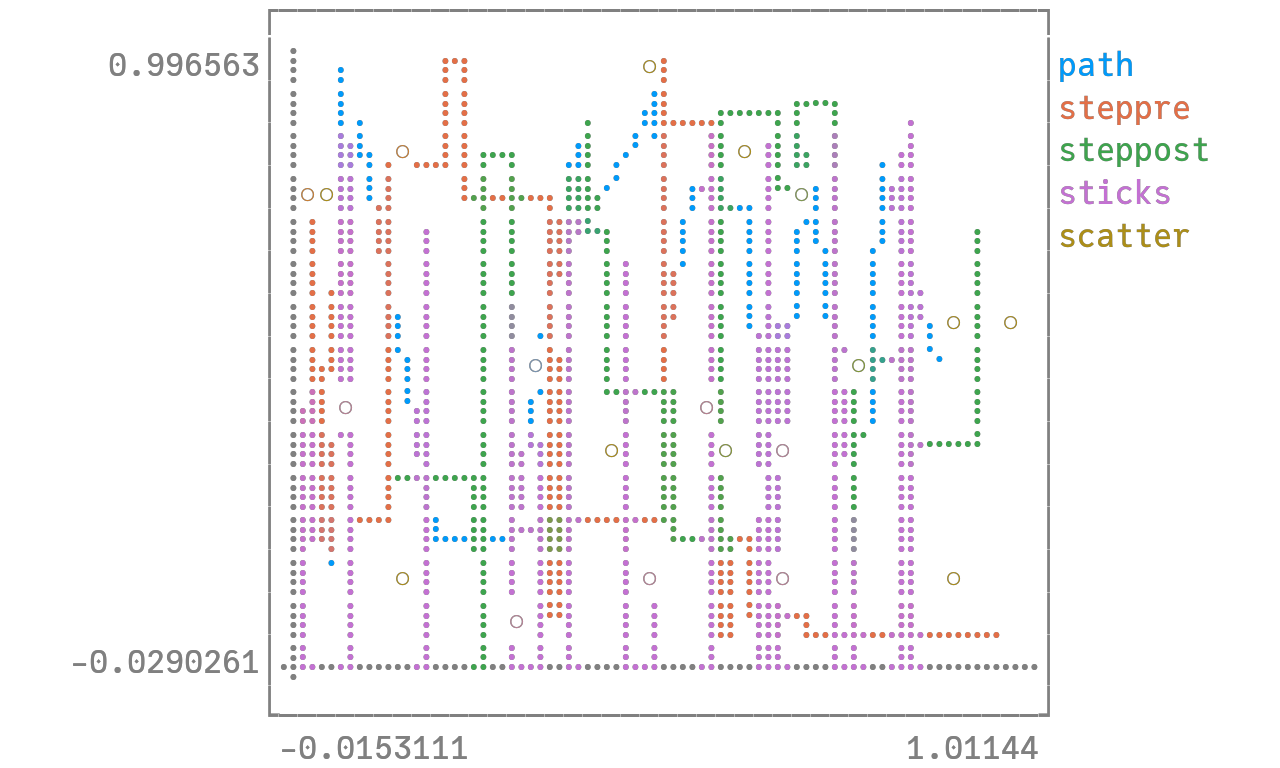 0.996563
path
steppre
steppost
sticks
scatter
-0.0290261
-0.0153111
1.01144